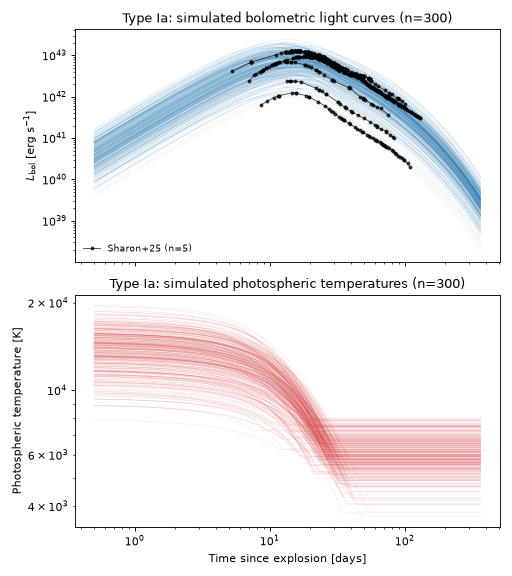 Type Ia: simulated bolometric light curves (n=300)
10^43
10^42
10^41
10^40
10^39
L_bol [erg s^−1]
Sharon+25 (n=5)
Type Ia: simulated photospheric temperatures (n=300)
2 × 10^4
10^4
6 × 10^3
4 × 10^3
Photospheric temperature [K]
10^0 10^1 10^2
Time since explosion [days]